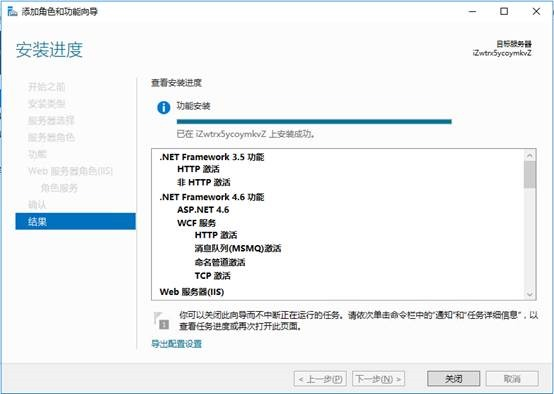 添加角色和功能向导
安装进度
目标服务器
iZwtrx5ycoymkvZ
开始之前
安装类型
服务器选择
服务器角色
功能
Web 服务器角色(IIS)
角色服务
确认
结果
查看安装进度
功能安装
已在 iZwtrx5ycoymkvZ 上安装成功。
.NET Framework 3.5 功能
HTTP 激活
非 HTTP 激活
.NET Framework 4.6 功能
ASP.NET 4.6
WCF 服务
HTTP 激活
消息队列(MSMQ)激活
命名管道激活
TCP 激活
Web 服务器(IIS)
你可以关闭此向导而不中断正在运行的任务。请依次单击命令栏中的"通知"和"任务详细信息"，以
查看任务进度或再次打开此页面。
导出配置设置
< 上一步(P)
下一步(N) >
关闭
取消